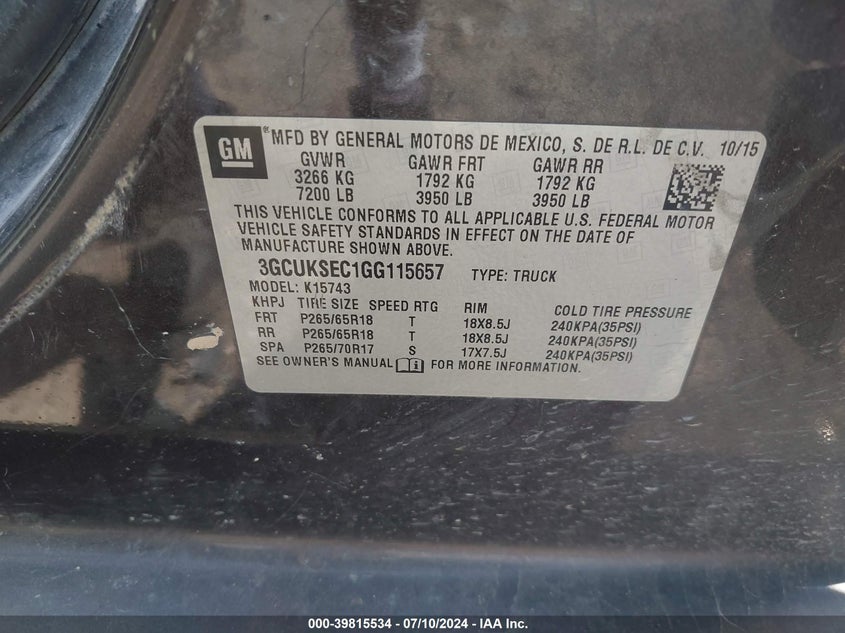 GM ® MFD BY GENERAL MOTORS DE MEXICO, S. DE R.L. DE C.V. 10/15
GVWR GAWR FRT GAWR RR
3266 KG 1792 KG 1792 KG
7200 LB 3950 LB 3950 LB
THIS VEHICLE CONFORMS TO ALL APPLICABLE U.S. FEDERAL MOTOR
VEHICLE SAFETY STANDARDS IN EFFECT ON THE DATE OF
MANUFACTURE SHOWN ABOVE.
3GCUKSEC1GG115657 TYPE: TRUCK
MODEL: K15743
KHPJ TIRE SIZE SPEED RTG RIM COLD TIRE PRESSURE
FRT P265/65R18 T 18X8.5J 240KPA(35PSI)
RR P265/65R18 T 18X8.5J 240KPA(35PSI)
SPA P265/70R17 S 17X7.5J 240KPA(35PSI)
SEE OWNER'S MANUAL i FOR MORE INFORMATION.
000-39815534 - 07/10/2024 - IAA Inc.